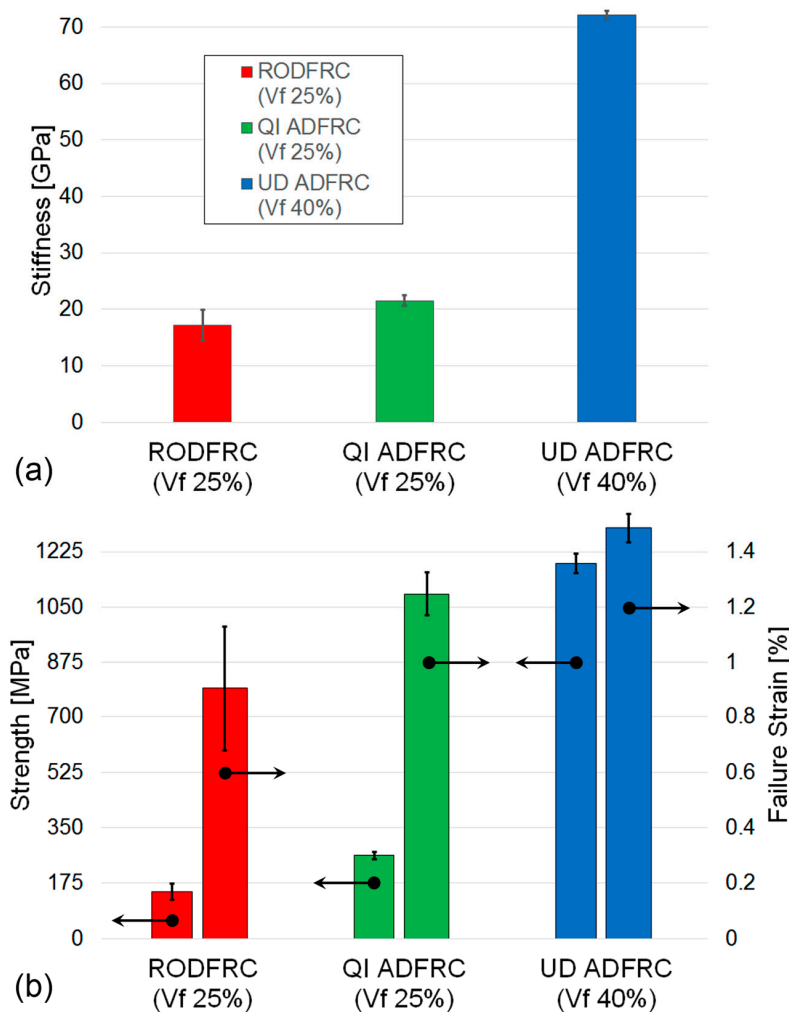 70
60
50
40
30
20
10
0
Stiffness [GPa]
RODFRC
(Vf 25%)
QI ADFRC
(Vf 25%)
UD ADFRC
(Vf 40%)
RODFRC
(Vf 25%)
QI ADFRC
(Vf 25%)
UD ADFRC
(Vf 40%)
(a)
1225
1050
875
700
525
350
175
0
Strength [MPa]
1.4
1.2
1
0.8
0.6
0.4
0.2
0
Failure Strain [%]
RODFRC
(Vf 25%)
QI ADFRC
(Vf 25%)
UD ADFRC
(Vf 40%)
(b)